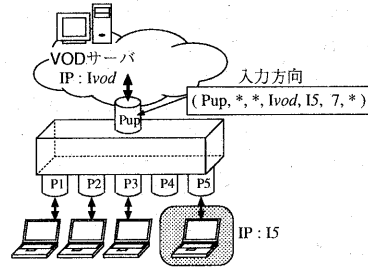 VODサーバ
IP : Ivod
入力方向
( Pup, *, *, Ivod, I5, 7, * )
Pup
P1 P2 P3 P4 P5
IP : I5